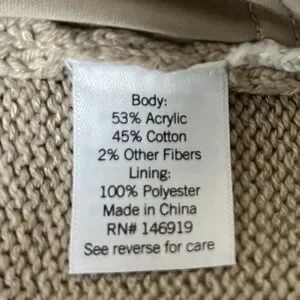 Body:
53% Acrylic
45% Cotton
2% Other Fibers
Lining:
100% Polyester
Made in China
RN# 146919
See reverse for care